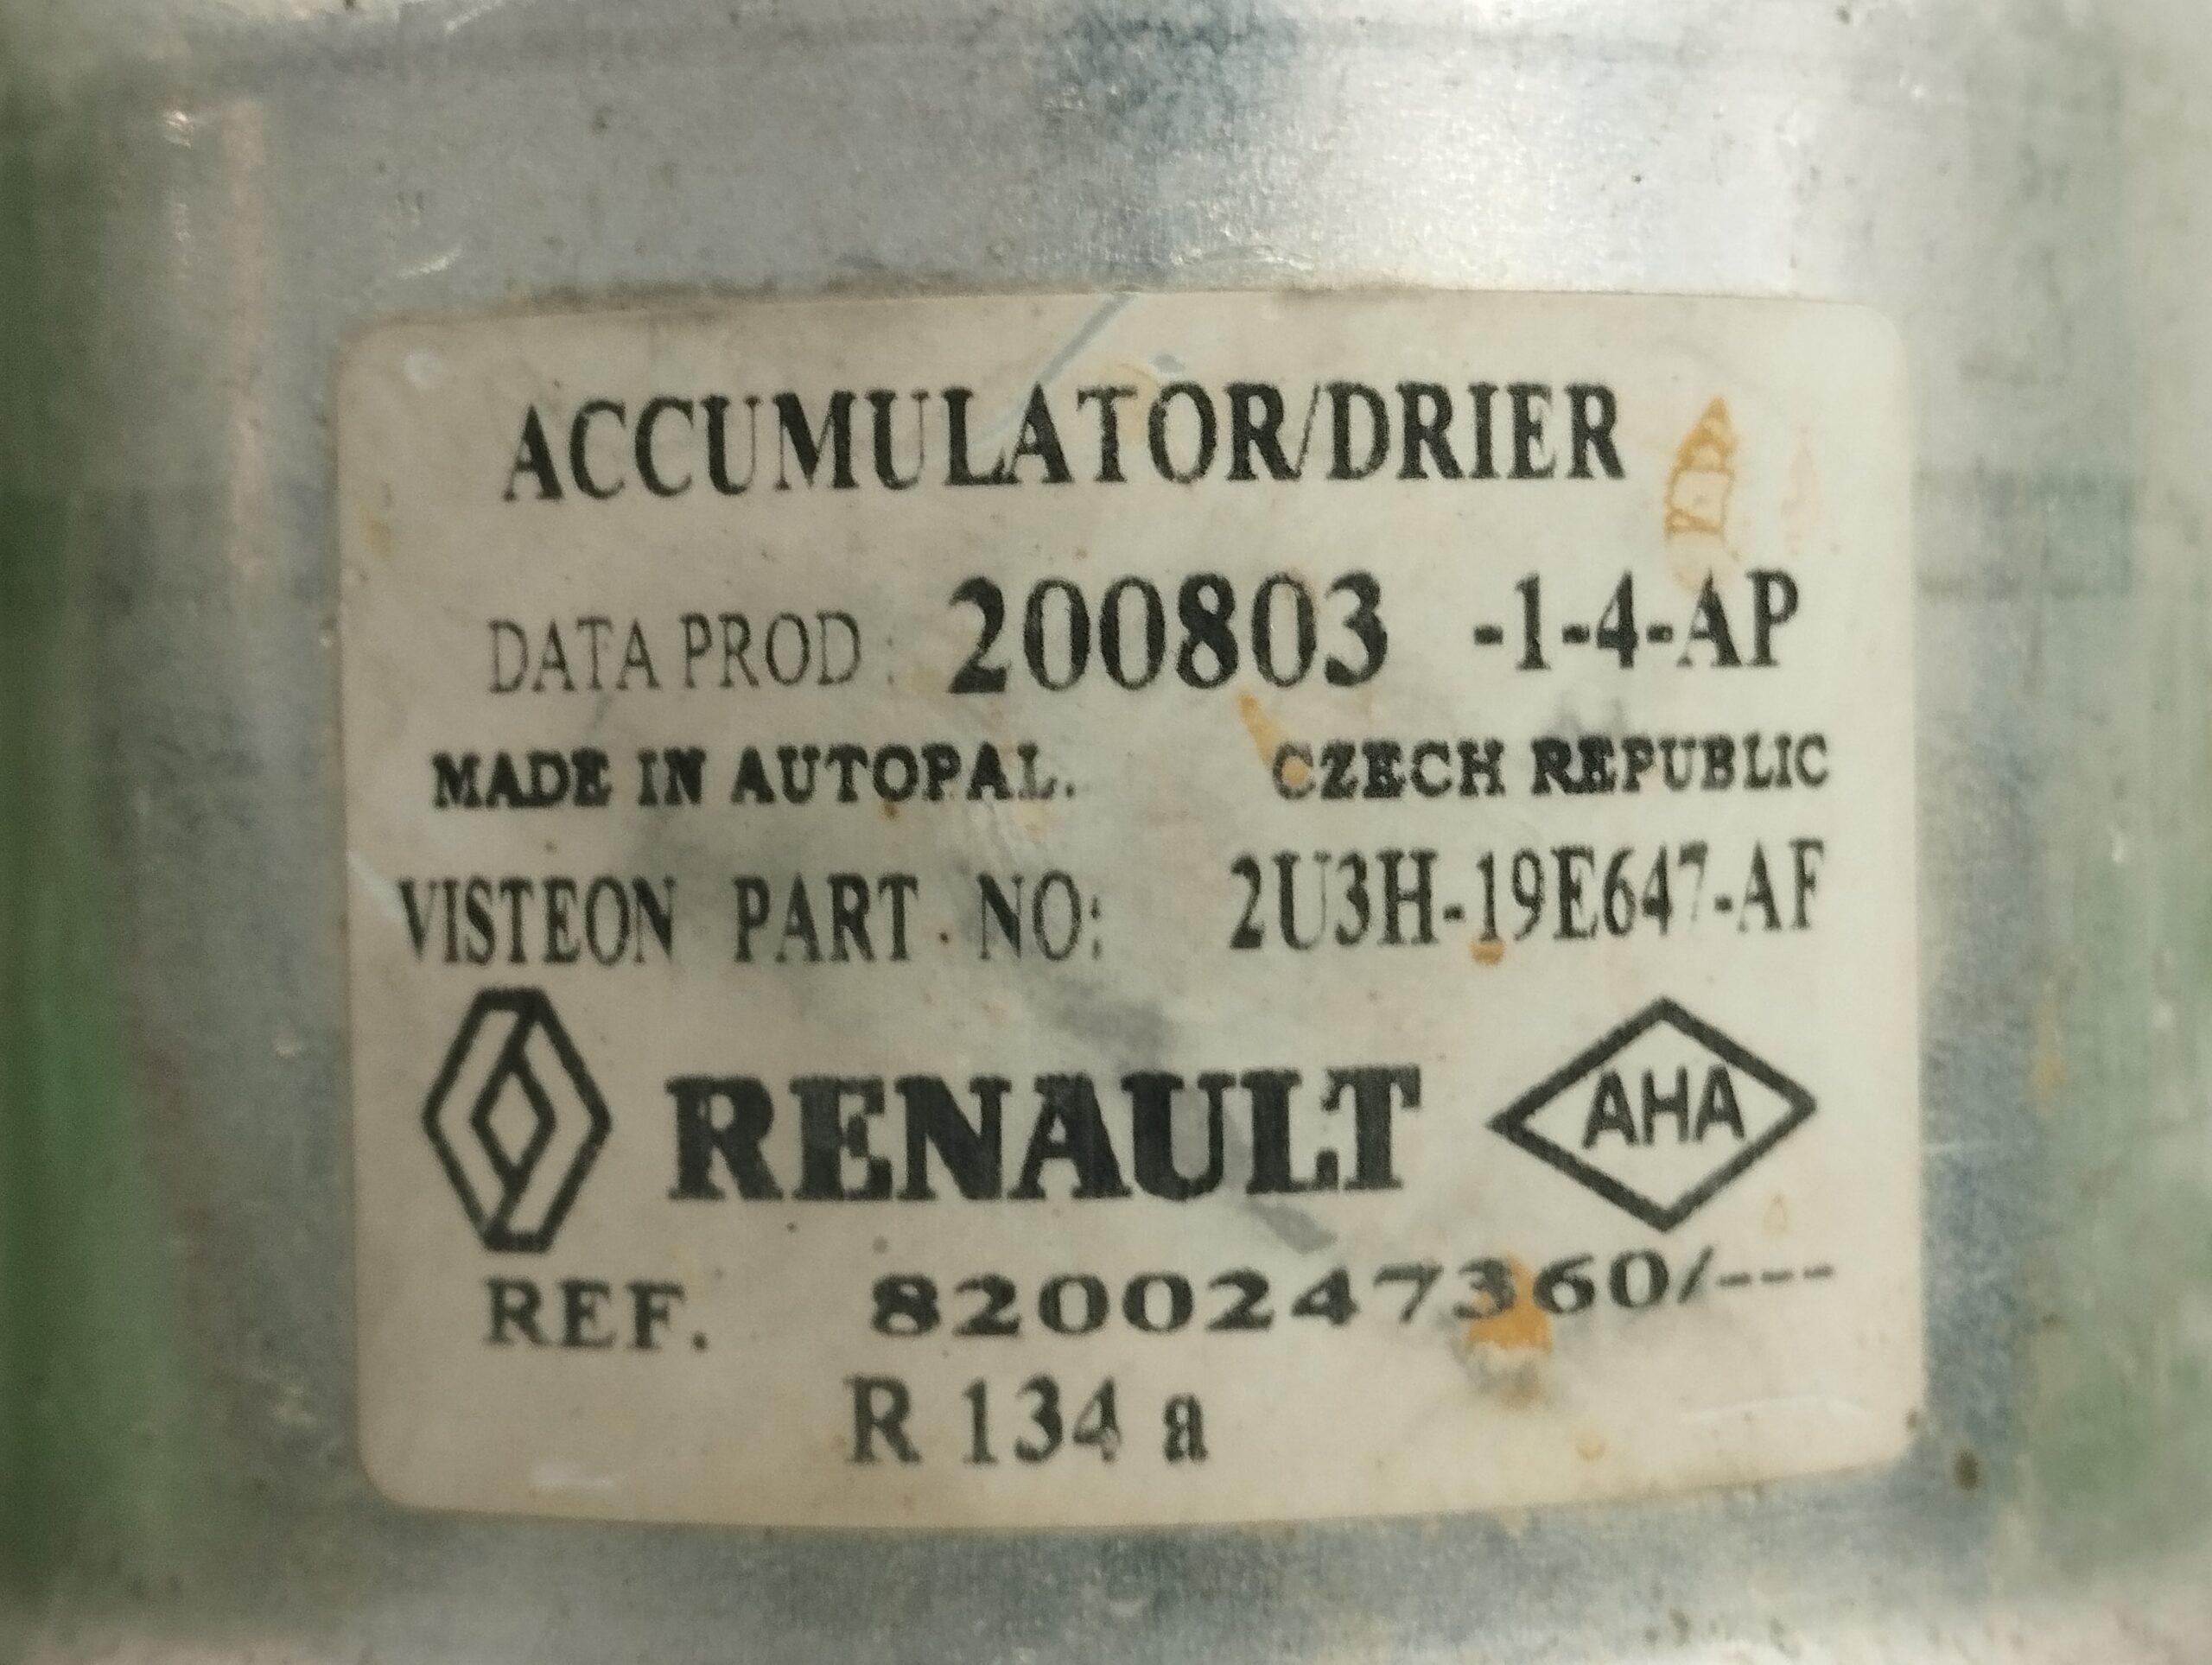 ACCUMULATOR/DRIER
DATA PROD : 200803 -1-4-AP
MADE IN AUTOPAL. CZECH REPUBLIC
VISTEON PART NO: 2U3H-19E647-AF
RENAULT AHA
REF. 8200247360/---
R 134 a